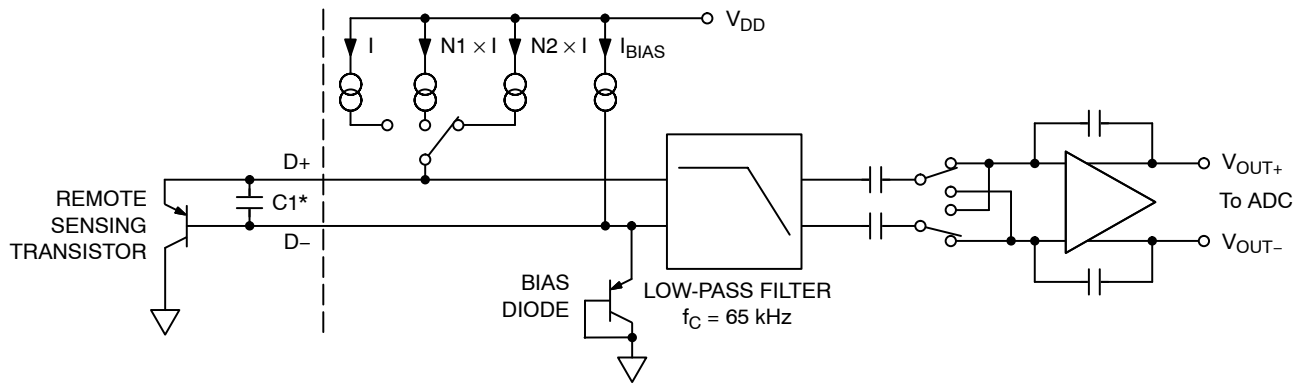 V_DD
I
N1 × I
N2 × I
I_BIAS
D+
REMOTE
SENSING
TRANSISTOR
C1*
D−
BIAS
DIODE
LOW-PASS FILTER
f_C = 65 kHz
V_OUT+
To ADC
V_OUT−